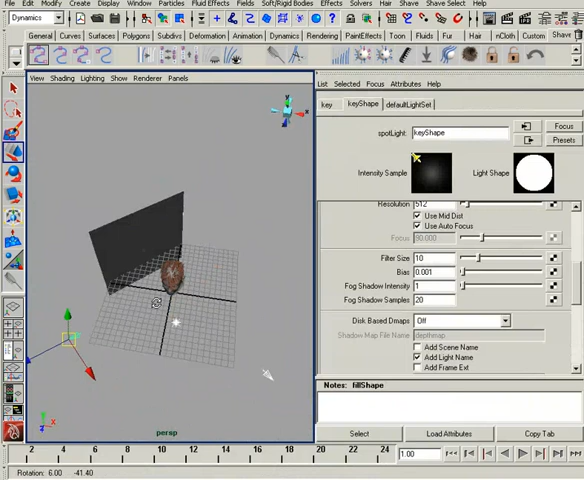 File Edit Modify Create Display Window Particles Fluid Effects Fields Soft/Rigid Bodies Effects Solvers Hair Shave Shave Select
Dynamics
General Curves Surfaces Polygons Subdivs Deformation Animation Dynamics Rendering PaintEffects Toon Fluids Fur Hair nCloth Custom Shave
View Shading Lighting Show Renderer Panels
List Selected Focus Attributes Help
key keyShape defaultLightSet
spotLight: keyShape
Focus
Presets
Intensity Sample
Light Shape
Resolution 512
Use Mid Dist
Use Auto Focus
Focus 90.000
Filter Size 10
Bias 0.001
Fog Shadow Intensity 1
Fog Shadow Samples 20
Disk Based Dmaps Off
Shadow Map File Name depthmap
Add Scene Name
Add Light Name
Add Frame Ext
Notes: fillShape
persp
Select Load Attributes Copy Tab
2 4 6 8 10 12 14 16 18 20 22 24 1.00
Rotation: 6.00 -41.40